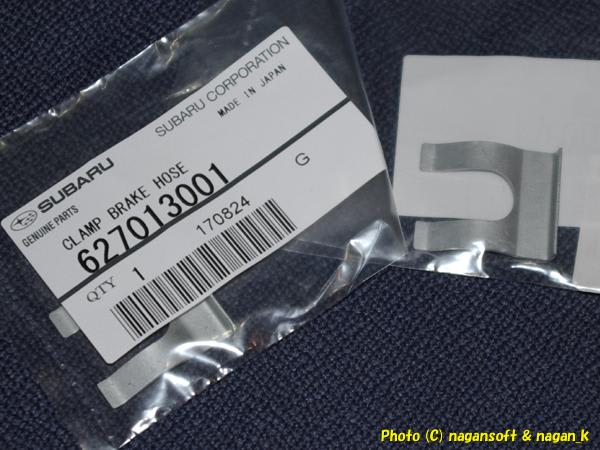 SUBARU
SUBARU CORPORATION
GENUINE PARTS
MADE IN JAPAN
CLAMP BRAKE HOSE
627013001
G
QTY 1
170824
Photo (C) nagansoft & nagan_k